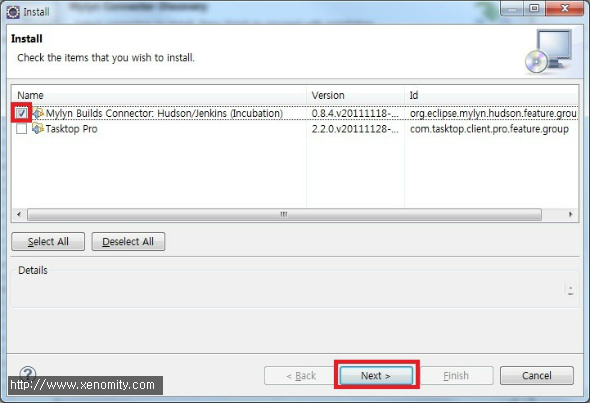 Install
Install
Check the items that you wish to install.
Name Version Id
Mylyn Builds Connector: Hudson/Jenkins (Incubation) 0.8.4.v20111118-... org.eclipse.mylyn.hudson.feature.grou
Tasktop Pro 2.2.0.v20111128-... com.tasktop.client.pro.feature.group
Select All Deselect All
Details
?
< Back Next > Finish Cancel
http://www.xenomity.com